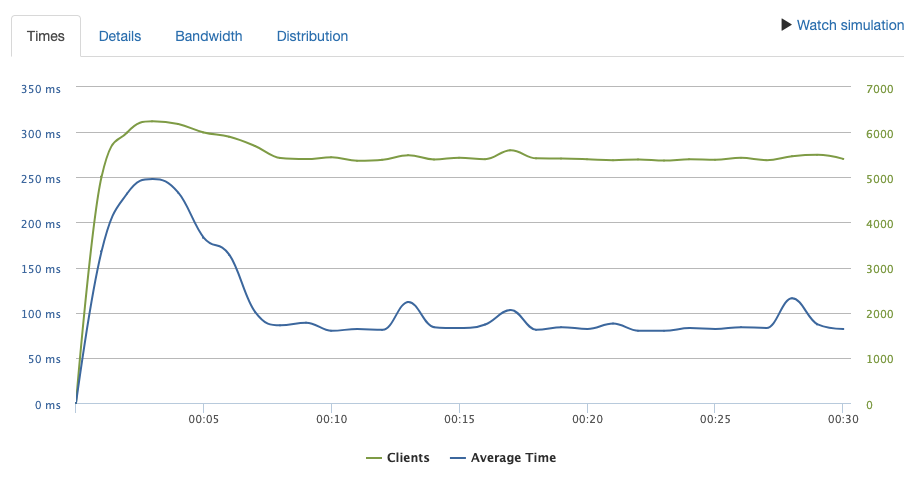 Times Details Bandwidth Distribution ▶ Watch simulation
350 ms 7000
300 ms 6000
250 ms 5000
200 ms 4000
150 ms 3000
100 ms 2000
50 ms 1000
0 ms 0
00:05 00:10 00:15 00:20 00:25 00:30
Clients Average Time